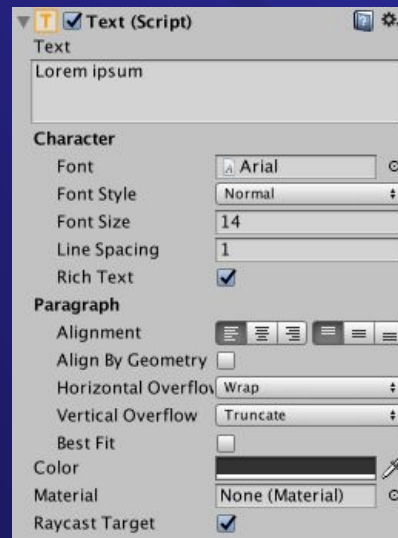 T Text (Script)
Text
Lorem ipsum
Character
Font Arial
Font Style Normal
Font Size 14
Line Spacing 1
Rich Text
Paragraph
Alignment
Align By Geometry
Horizontal Overflow Wrap
Vertical Overflow Truncate
Best Fit
Color
Material None (Material)
Raycast Target